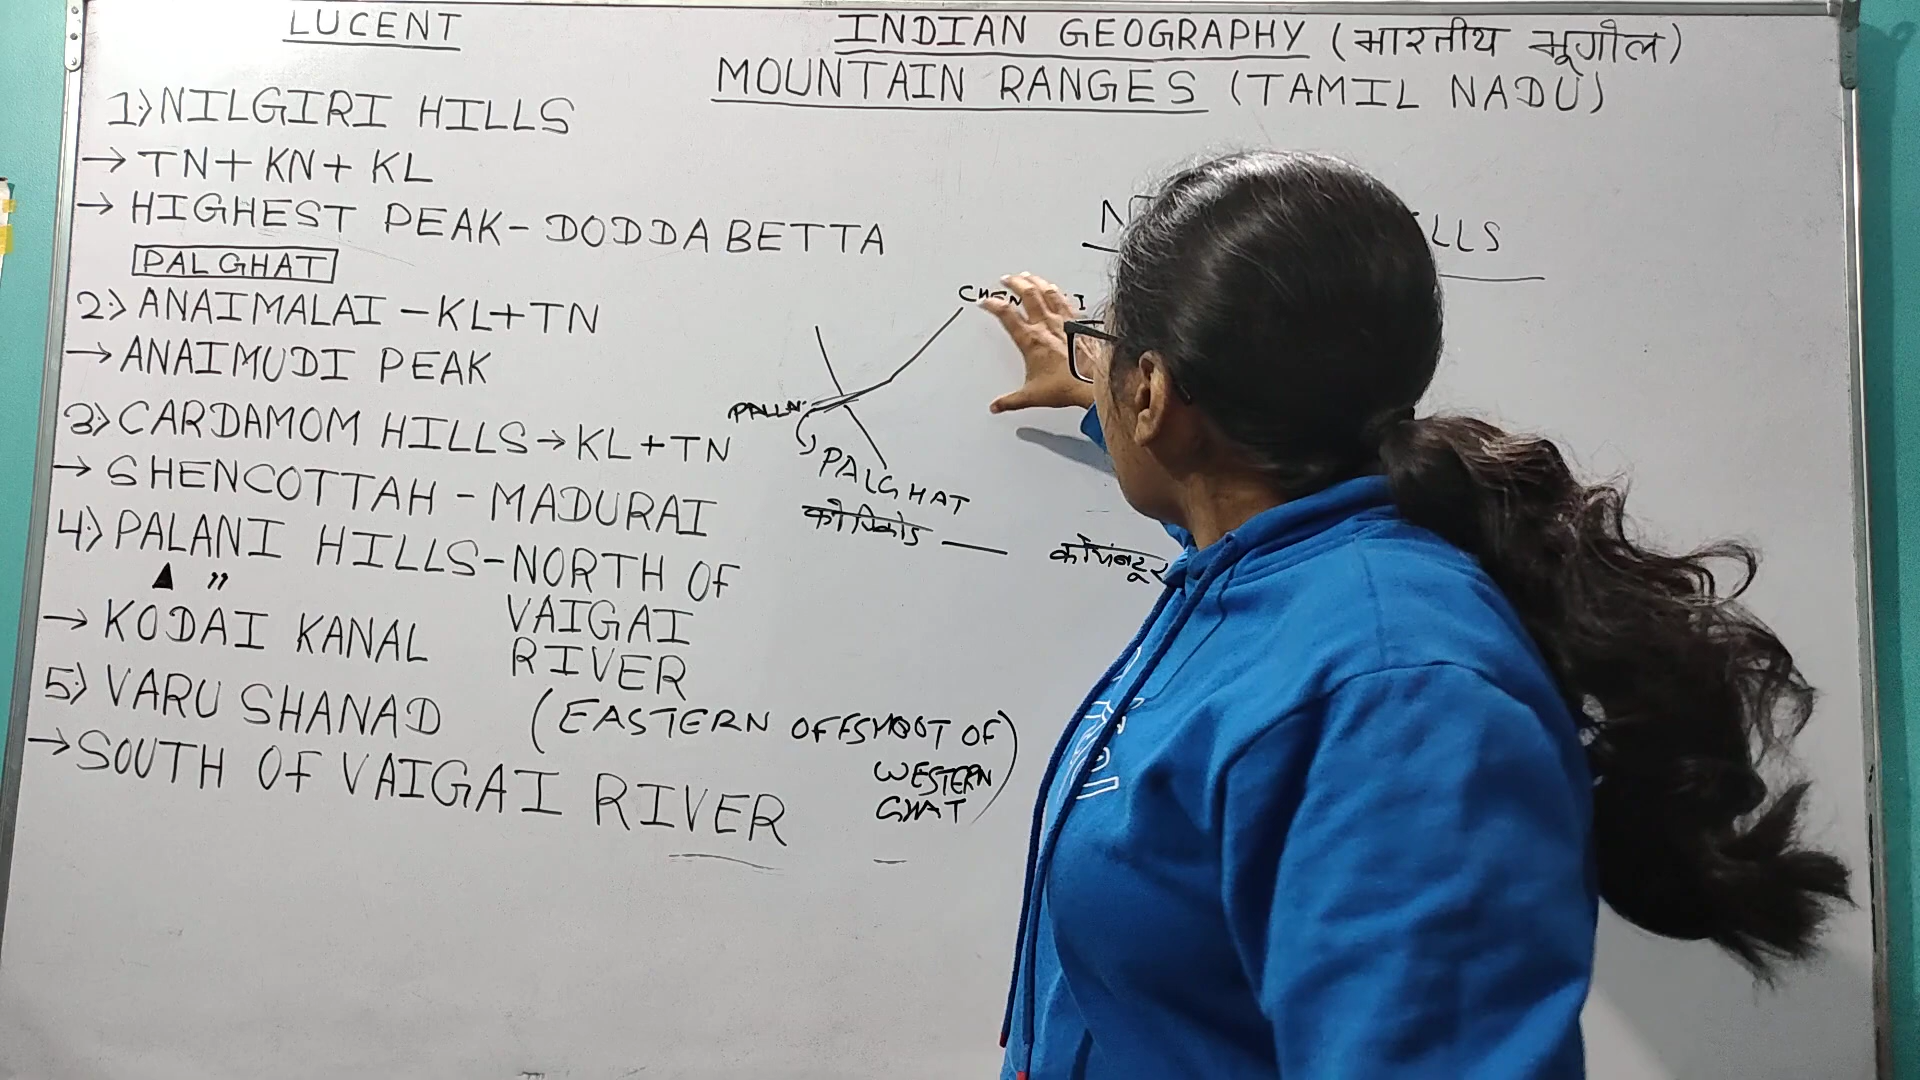 LUCENT
INDIAN GEOGRAPHY (भारतीय भूगोल)
MOUNTAIN RANGES (TAMIL NADU)
1) NILGIRI HILLS
→ TN + KN + KL
→ HIGHEST PEAK - DODDA BETTA
PALGHAT
2) ANAIMALAI - KL + TN
→ ANAIMUDI PEAK
3) CARDAMOM HILLS → KL + TN
→ SHENCOTTAH - MADURAI
4) PALANI HILLS - NORTH OF
VAIGAI
RIVER
▲ "
→ KODAI KANAL
5) VARU SHANAD
(EASTERN OFFSHOOT OF
WESTERN
GHAT)
→ SOUTH OF VAIGAI RIVER
LLS
PALGHAT